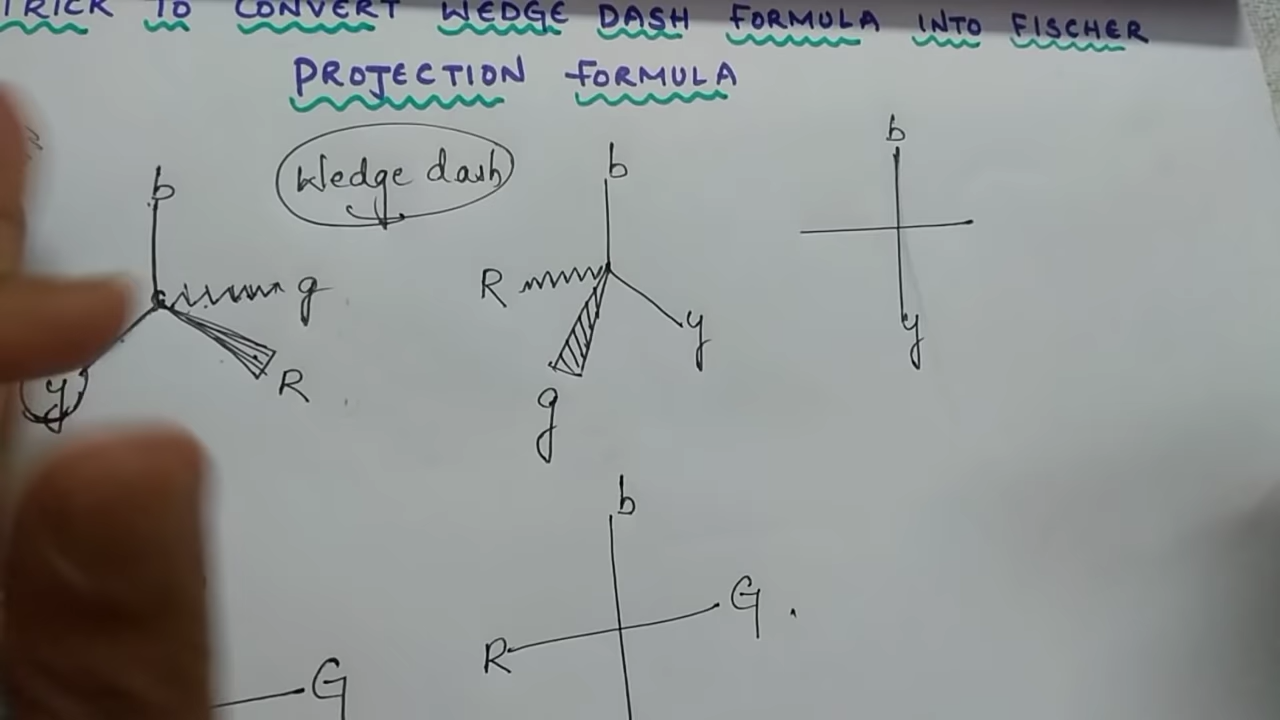 TRICK TO CONVERT WEDGE DASH FORMULA INTO FISCHER
PROJECTION FORMULA
Wedge dash
b
g
y
R
b
R
y
g
b
y
b
G .
R
G